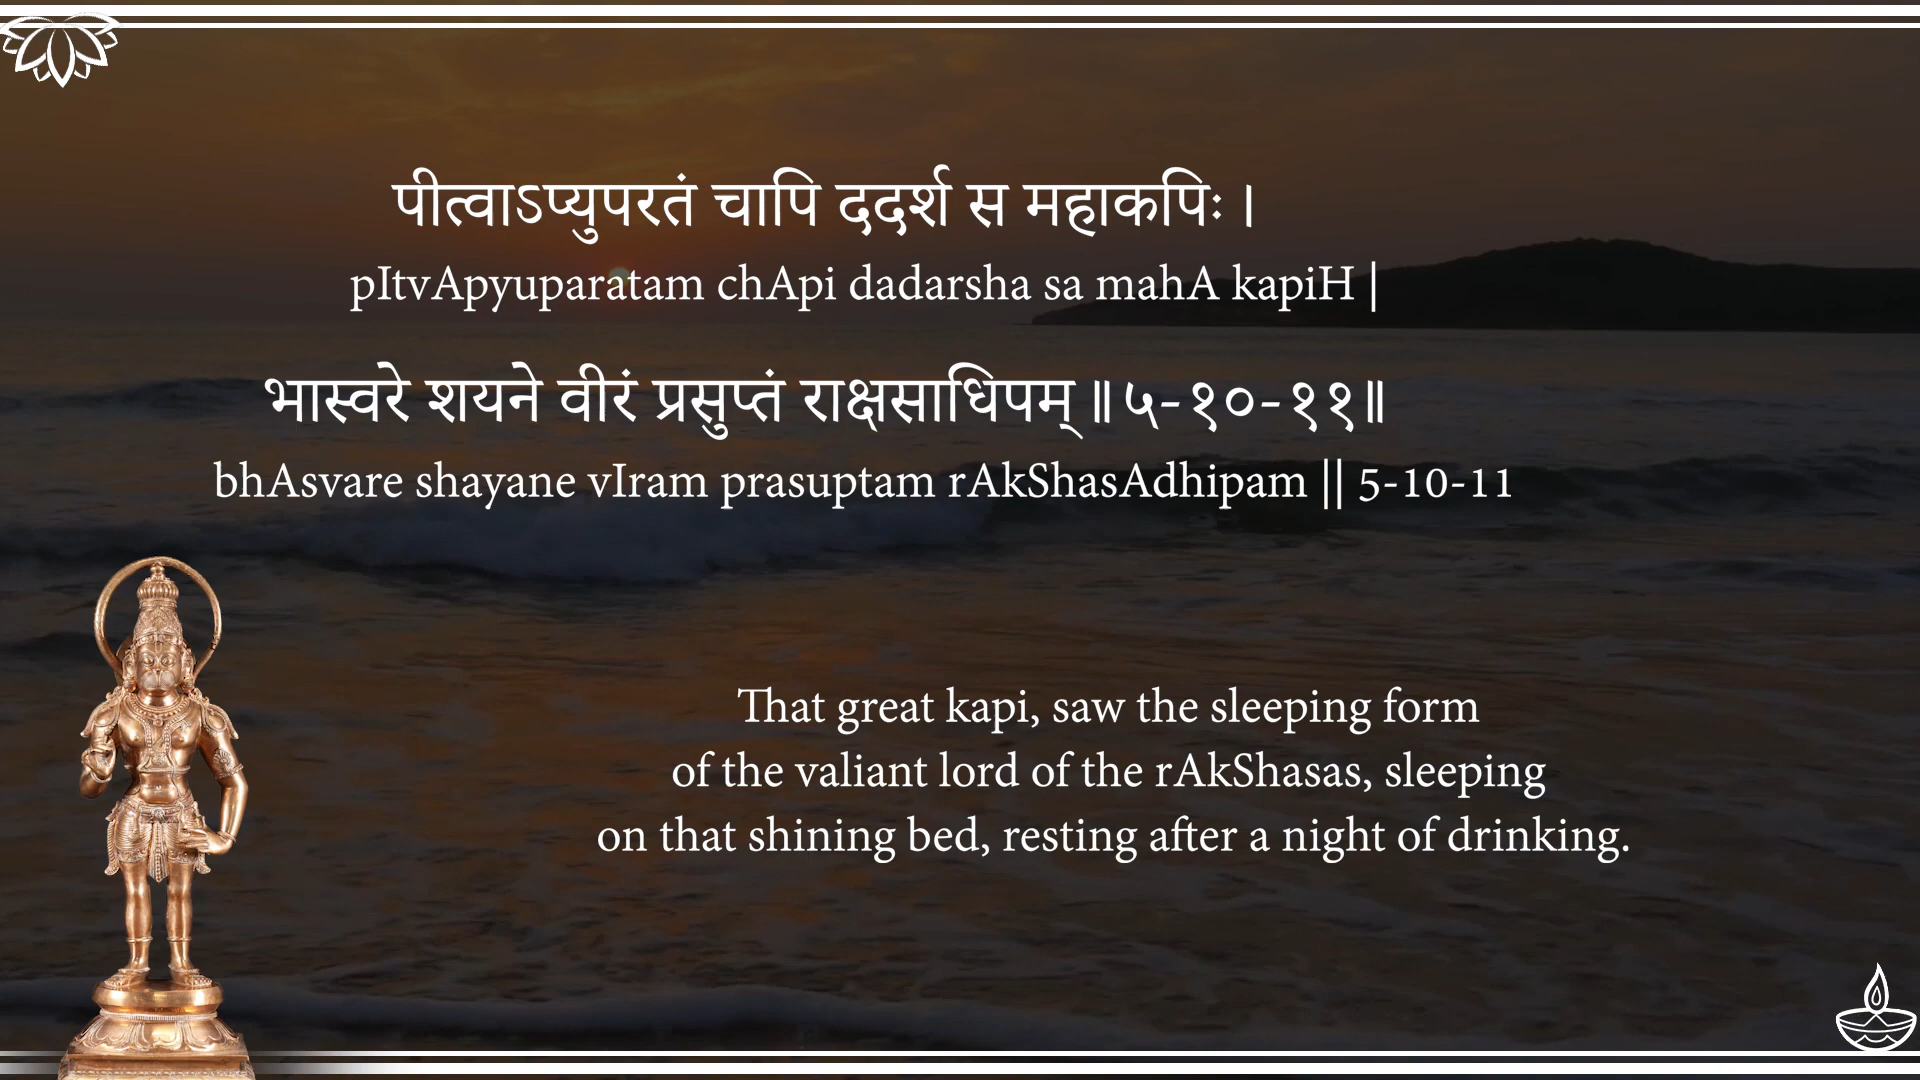 पीत्वाऽप्युपरतं चापि ददर्श स महाकपिः ।
pItvApyuparatam chApi dadarsha sa mahA kapiH |
भास्वरे शयने वीरं प्रसुप्तं राक्षसाधिपम् ॥५-१०-११॥
bhAsvare shayane vIram prasuptam rAkShasAdhipam || 5-10-11
That great kapi, saw the sleeping form
of the valiant lord of the rAkShasas, sleeping
on that shining bed, resting after a night of drinking.